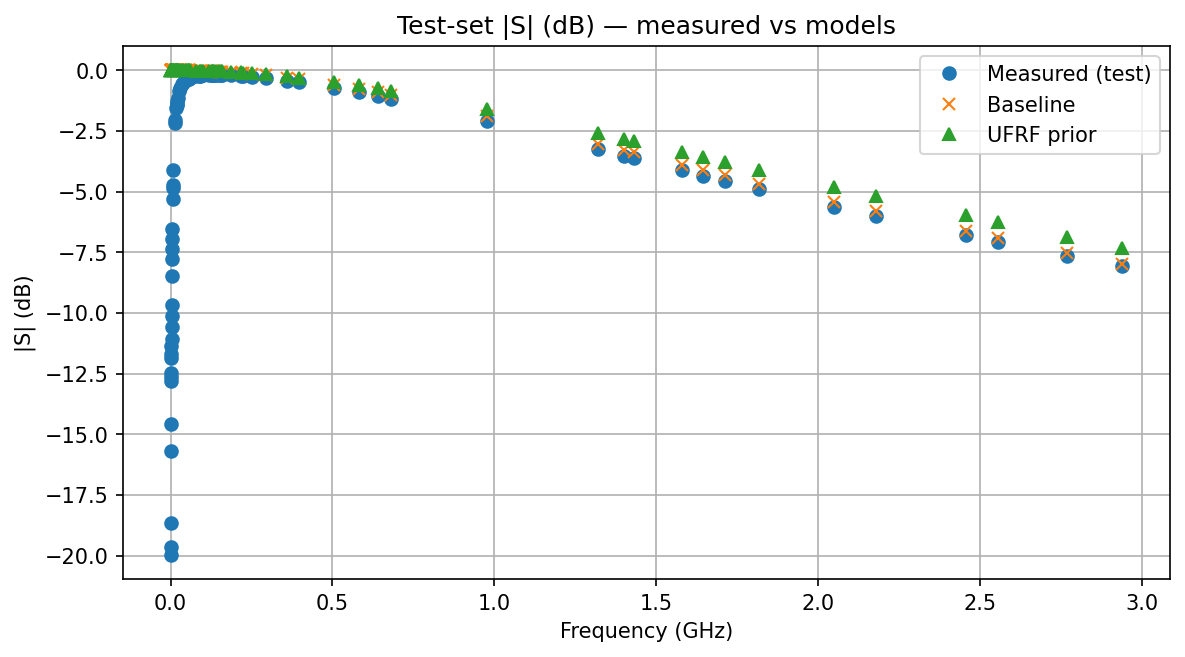 Test-set |S| (dB) — measured vs models
Measured (test)
Baseline
UFRF prior
|S| (dB)
0.0
−2.5
−5.0
−7.5
−10.0
−12.5
−15.0
−17.5
−20.0
0.0 0.5 1.0 1.5 2.0 2.5 3.0
Frequency (GHz)